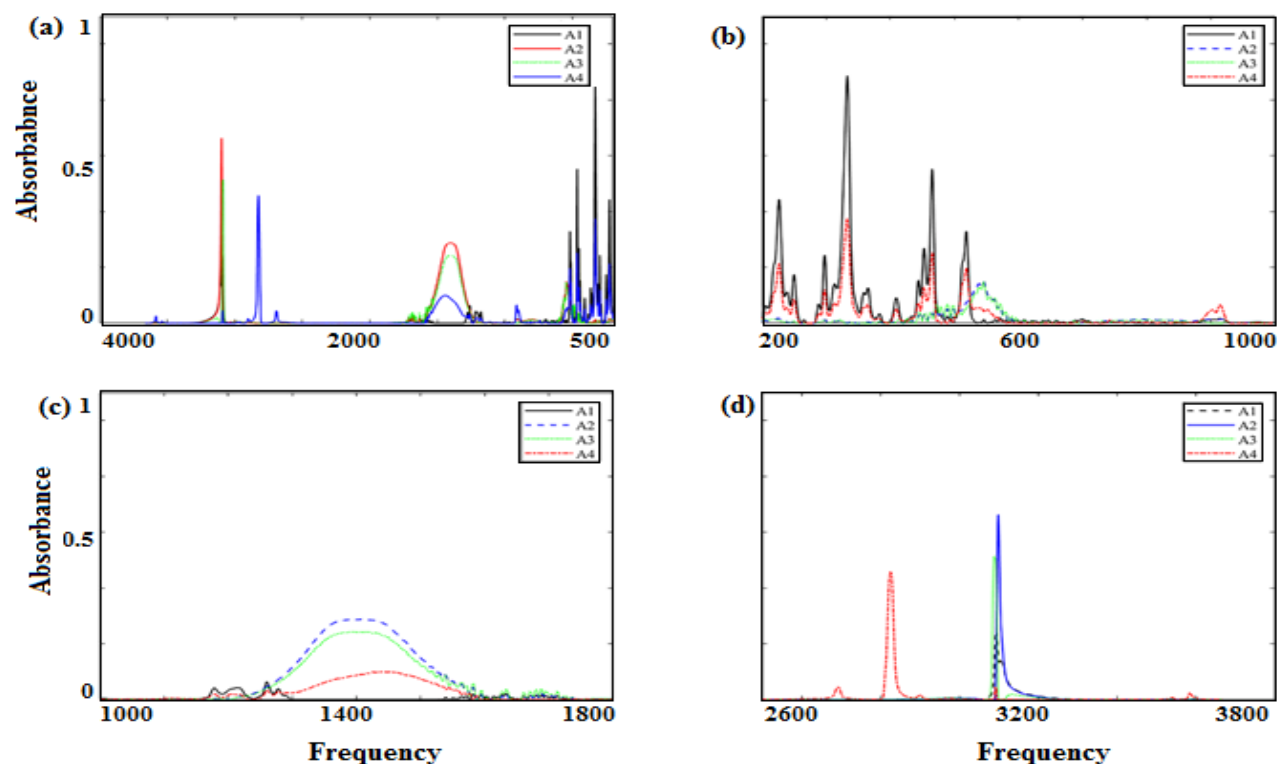 (a)
1
0.5
0
Absorbabnce
A1
A2
A3
A4
4000 2000 500
(b)
A1
A2
A3
A4
200 600 1000
(c)
1
0.5
0
Absorbance
A1
A2
A3
A4
1000 1400 1800
Frequency
(d)
A1
A2
A3
A4
2600 3200 3800
Frequency